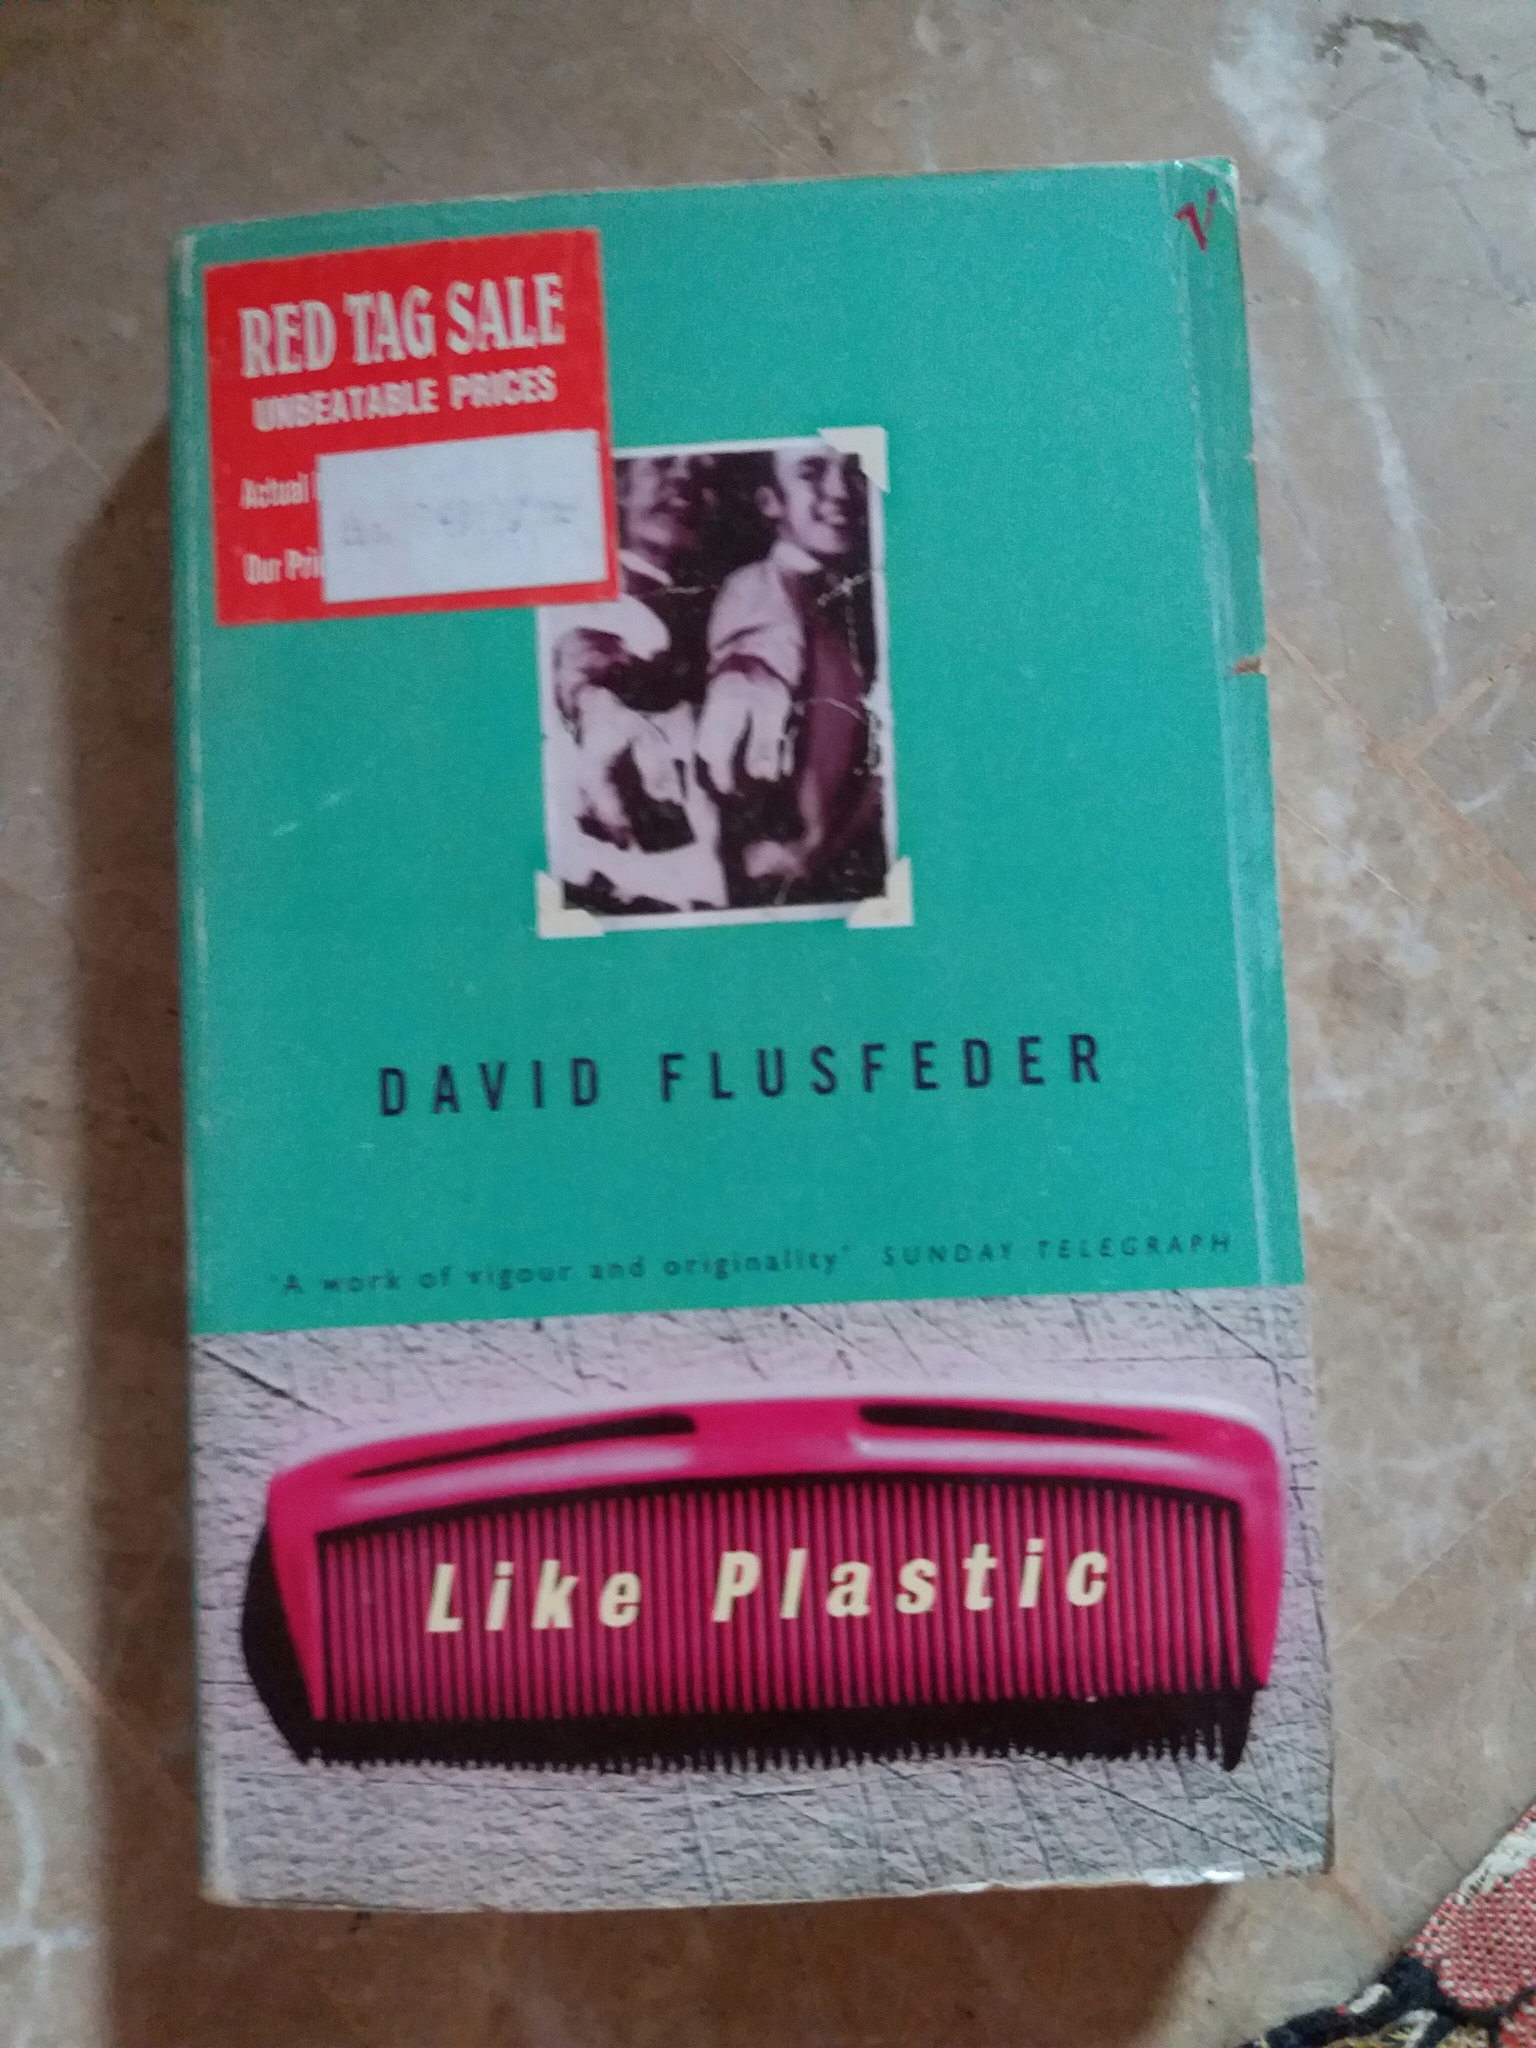 RED TAG SALE
UNBEATABLE PRICES
Actual
Our Pri
DAVID FLUSFEDER
'A work of vigour and originality' SUNDAY TELEGRAPH
Like Plastic